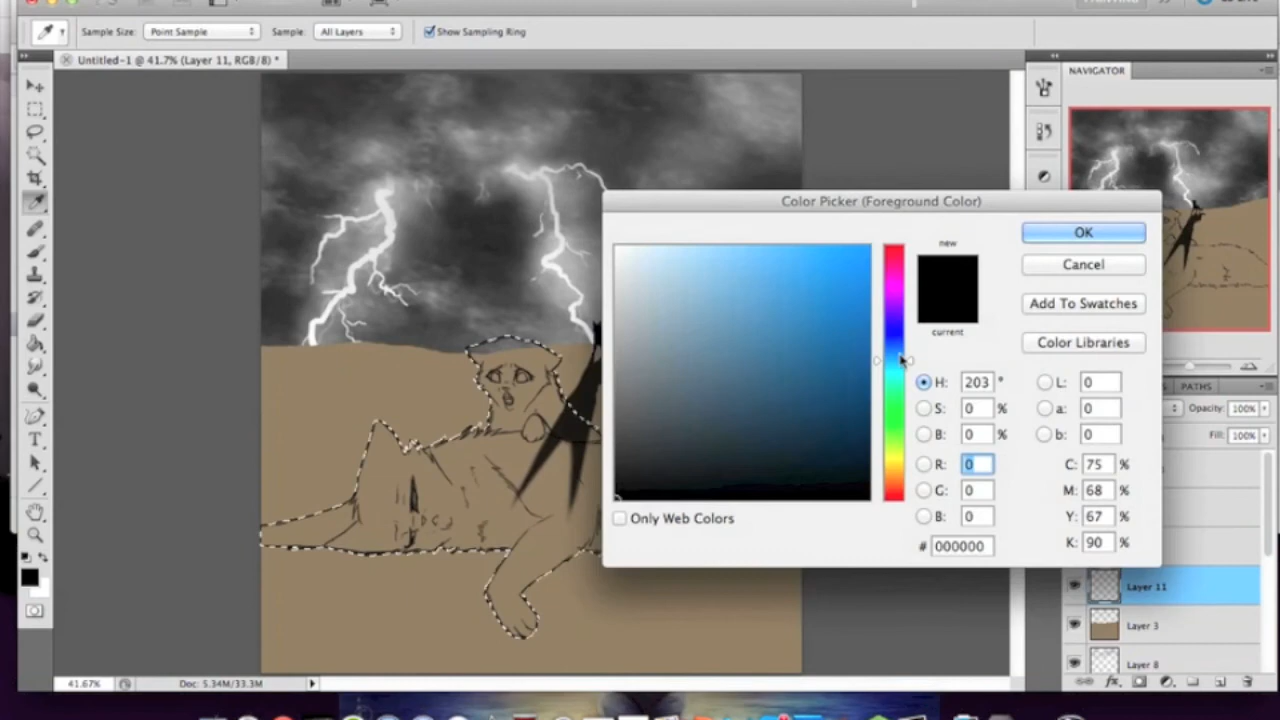 Sample Size: Point Sample Sample: All Layers Show Sampling Ring
Untitled-1 @ 41.7% (Layer 11, RGB/8) *
NAVIGATOR
Color Picker (Foreground Color)
new
current
OK
Cancel
Add To Swatches
Color Libraries
H: 203 °
S: 0 %
B: 0 %
R: 0
G: 0
B: 0
# 000000
L: 0
a: 0
b: 0
C: 75 %
M: 68 %
Y: 67 %
K: 90 %
Only Web Colors
PATHS
Opacity: 100%
Fill: 100%
Layer 11
Layer 3
Layer 8
41.67% Doc: 5.34M/33.3M